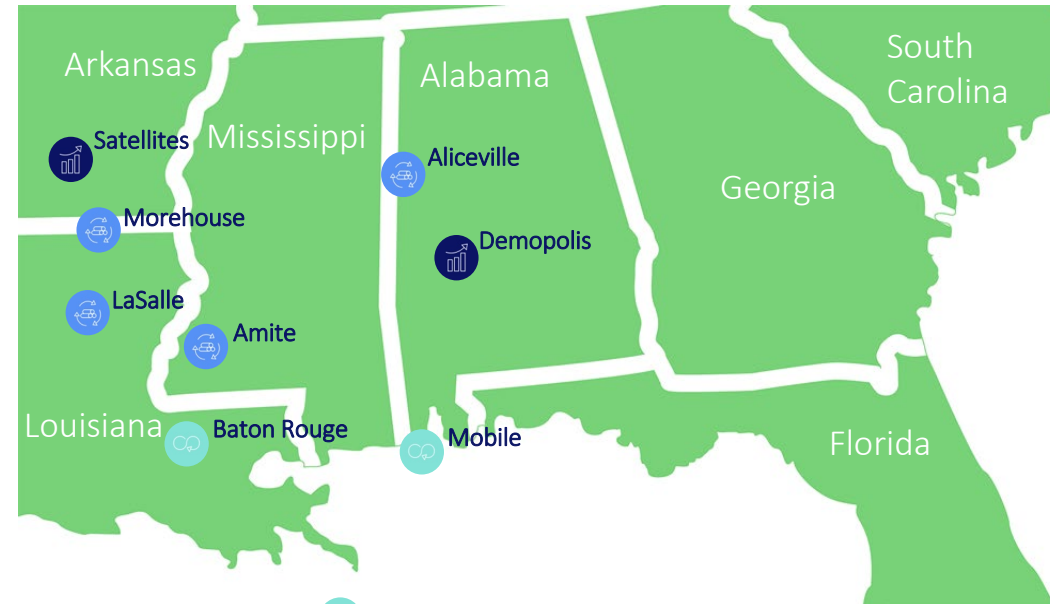 South
Carolina
Arkansas
Alabama
Mississippi
Satellites
Aliceville
Georgia
Morehouse
Demopolis
LaSalle
Amite
Louisiana
Baton Rouge
Mobile
Florida